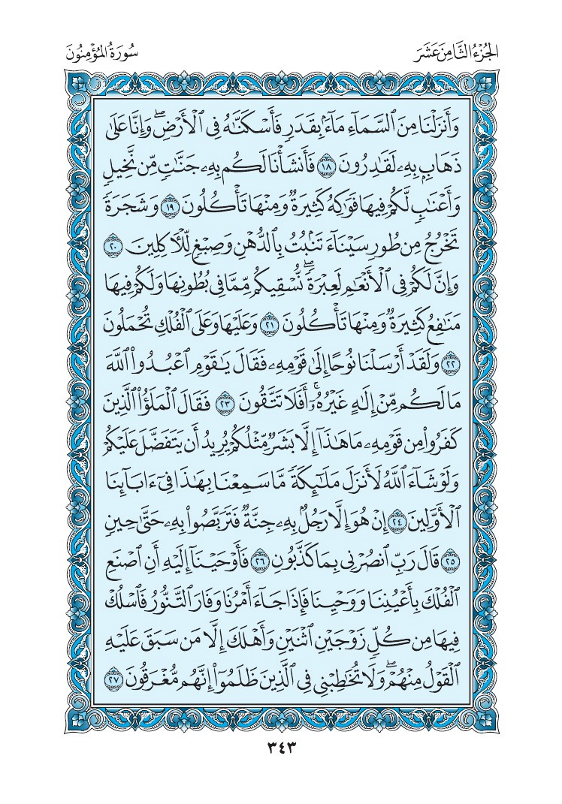 الجُزْءُ الثَّامِنَ عَشَرَ
سُورَةُ المُؤْمِنُونَ
وَأَنزَلْنَا مِنَ ٱلسَّمَآءِ مَآءَۢ بِقَدَرٖ فَأَسۡكَنَّٰهُ فِي ٱلۡأَرۡضِۖ وَإِنَّا عَلَىٰ
ذَهَابِۭ بِهِۦ لَقَٰدِرُونَ ١٨ فَأَنشَأۡنَا لَكُم بِهِۦ جَنَّٰتٖ مِّن نَّخِيلٖ
وَأَعۡنَٰبٖ لَّكُمۡ فِيهَا فَوَٰكِهُ كَثِيرَةٞ وَمِنۡهَا تَأۡكُلُونَ ١٩ وَشَجَرَةٗ
تَخۡرُجُ مِن طُورِ سَيۡنَآءَ تَنۢبُتُ بِٱلدُّهۡنِ وَصِبۡغٖ لِّلۡأٓكِلِينَ ٢٠
وَإِنَّ لَكُمۡ فِي ٱلۡأَنۡعَٰمِ لَعِبۡرَةٗۖ نُّسۡقِيكُم مِّمَّا فِي بُطُونِهَا وَلَكُمۡ فِيهَا
مَنَٰفِعُ كَثِيرَةٞ وَمِنۡهَا تَأۡكُلُونَ ٢١ وَعَلَيۡهَا وَعَلَى ٱلۡفُلۡكِ تُحۡمَلُونَ
٢٢ وَلَقَدۡ أَرۡسَلۡنَا نُوحًا إِلَىٰ قَوۡمِهِۦ فَقَالَ يَٰقَوۡمِ ٱعۡبُدُواْ ٱللَّهَ
مَا لَكُم مِّنۡ إِلَٰهٍ غَيۡرُهُۥٓۚ أَفَلَا تَتَّقُونَ ٢٣ فَقَالَ ٱلۡمَلَؤُاْ ٱلَّذِينَ
كَفَرُواْ مِن قَوۡمِهِۦ مَا هَٰذَآ إِلَّا بَشَرٞ مِّثۡلُكُمۡ يُرِيدُ أَن يَتَفَضَّلَ عَلَيۡكُمۡ
وَلَوۡ شَآءَ ٱللَّهُ لَأَنزَلَ مَلَٰٓئِكَةٗ مَّا سَمِعۡنَا بِهَٰذَا فِيٓ ءَابَآئِنَا
ٱلۡأَوَّلِينَ ٢٤ إِنۡ هُوَ إِلَّا رَجُلُۢ بِهِۦ جِنَّةٞ فَتَرَبَّصُواْ بِهِۦ حَتَّىٰ حِينٖ
٢٥ قَالَ رَبِّ ٱنصُرۡنِي بِمَا كَذَّبُونِ ٢٦ فَأَوۡحَيۡنَآ إِلَيۡهِ أَنِ ٱصۡنَعِ
ٱلۡفُلۡكَ بِأَعۡيُنِنَا وَوَحۡيِنَا فَإِذَا جَآءَ أَمۡرُنَا وَفَارَ ٱلتَّنُّورُ فَٱسۡلُكۡ
فِيهَا مِن كُلّٖ زَوۡجَيۡنِ ٱثۡنَيۡنِ وَأَهۡلَكَ إِلَّا مَن سَبَقَ عَلَيۡهِ
ٱلۡقَوۡلُ مِنۡهُمۡۖ وَلَا تُخَٰطِبۡنِي فِي ٱلَّذِينَ ظَلَمُوٓاْ إِنَّهُم مُّغۡرَقُونَ ٢٧
٣٤٣